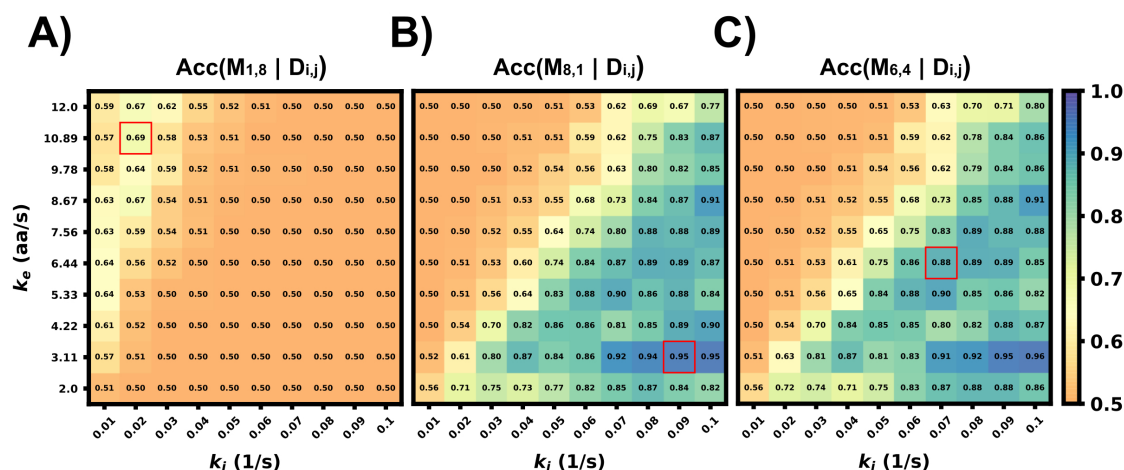 A) B) C)
Acc(M1,8 | Di,j) Acc(M8,1 | Di,j) Acc(M6,4 | Di,j)
12.0 0.59 0.67 0.62 0.55 0.52 0.51 0.50 0.50 0.50 0.50 0.50 0.50 0.50 0.50 0.51 0.53 0.62 0.69 0.67 0.77 0.50 0.50 0.50 0.50 0.51 0.53 0.63 0.70 0.71 0.80 1.0
10.89 0.57 0.69 0.58 0.53 0.51 0.50 0.50 0.50 0.50 0.50 0.50 0.50 0.50 0.51 0.51 0.59 0.62 0.75 0.83 0.87 0.50 0.50 0.50 0.51 0.51 0.59 0.62 0.78 0.84 0.86
9.78 0.58 0.64 0.59 0.52 0.51 0.50 0.50 0.50 0.50 0.50 0.50 0.50 0.50 0.52 0.54 0.56 0.63 0.80 0.82 0.85 0.50 0.50 0.50 0.51 0.54 0.56 0.62 0.79 0.84 0.86 0.9
8.67 0.63 0.67 0.54 0.51 0.50 0.50 0.50 0.50 0.50 0.50 0.50 0.50 0.51 0.53 0.55 0.68 0.73 0.84 0.87 0.91 0.50 0.50 0.51 0.52 0.55 0.68 0.73 0.85 0.88 0.91
7.56 0.63 0.59 0.54 0.51 0.50 0.50 0.50 0.50 0.50 0.50 0.50 0.50 0.51 0.55 0.64 0.74 0.80 0.88 0.88 0.89 0.50 0.50 0.51 0.55 0.65 0.75 0.83 0.89 0.88 0.88 0.8
6.44 0.64 0.56 0.52 0.50 0.50 0.50 0.50 0.50 0.50 0.50 0.50 0.51 0.53 0.60 0.74 0.84 0.87 0.89 0.89 0.87 0.50 0.51 0.53 0.61 0.75 0.86 0.88 0.89 0.89 0.85
5.33 0.64 0.53 0.50 0.50 0.50 0.50 0.50 0.50 0.50 0.50 0.50 0.51 0.56 0.64 0.83 0.88 0.90 0.86 0.88 0.84 0.50 0.51 0.56 0.65 0.84 0.88 0.90 0.85 0.86 0.82 0.7
4.22 0.61 0.52 0.50 0.50 0.50 0.50 0.50 0.50 0.50 0.50 0.50 0.54 0.70 0.82 0.86 0.86 0.81 0.85 0.89 0.90 0.50 0.54 0.70 0.84 0.85 0.85 0.80 0.82 0.88 0.87
3.11 0.57 0.51 0.50 0.50 0.50 0.50 0.50 0.50 0.50 0.50 0.52 0.61 0.80 0.87 0.84 0.86 0.92 0.94 0.95 0.95 0.51 0.63 0.81 0.87 0.81 0.83 0.91 0.92 0.95 0.96 0.6
2.0 0.51 0.50 0.50 0.50 0.50 0.50 0.50 0.50 0.50 0.50 0.56 0.71 0.75 0.73 0.77 0.82 0.85 0.87 0.84 0.82 0.56 0.72 0.74 0.71 0.75 0.83 0.87 0.88 0.88 0.86 0.5
ke (aa/s)
0.01 0.02 0.03 0.04 0.05 0.06 0.07 0.08 0.09 0.1 0.01 0.02 0.03 0.04 0.05 0.06 0.07 0.08 0.09 0.1 0.01 0.02 0.03 0.04 0.05 0.06 0.07 0.08 0.09 0.1
ki (1/s) ki (1/s) ki (1/s)